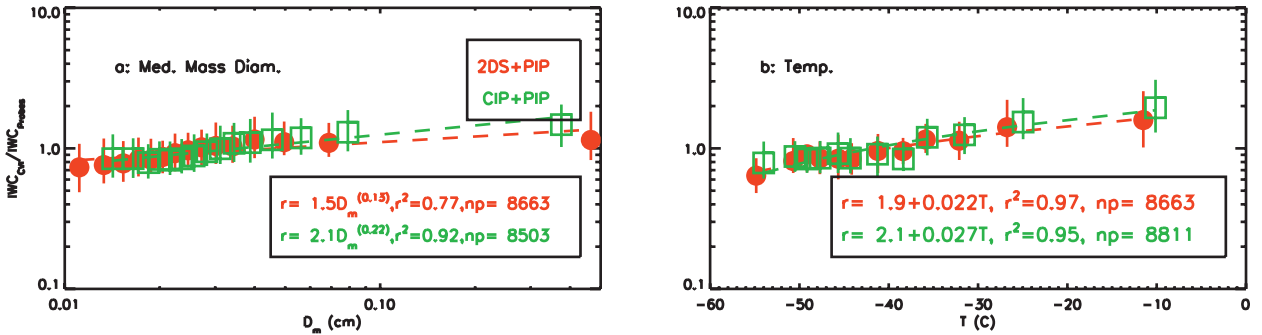 10.0
a: Med. Mass Diam.
2DS+PIP
CIP+PIP
IWC_Cvi/IWC_Probes
1.0
r= 1.5D_m^(0.15),r²=0.77,np= 8663
r= 2.1D_m^(0.22),r²=0.92,np= 8503
0.1
0.01 0.10
D_m (cm)
10.0
b: Temp.
1.0
r= 1.9+0.022T, r²=0.97, np= 8663
r= 2.1+0.027T, r²=0.95, np= 8811
0.1
−60 −50 −40 −30 −20 −10 0
T (C)